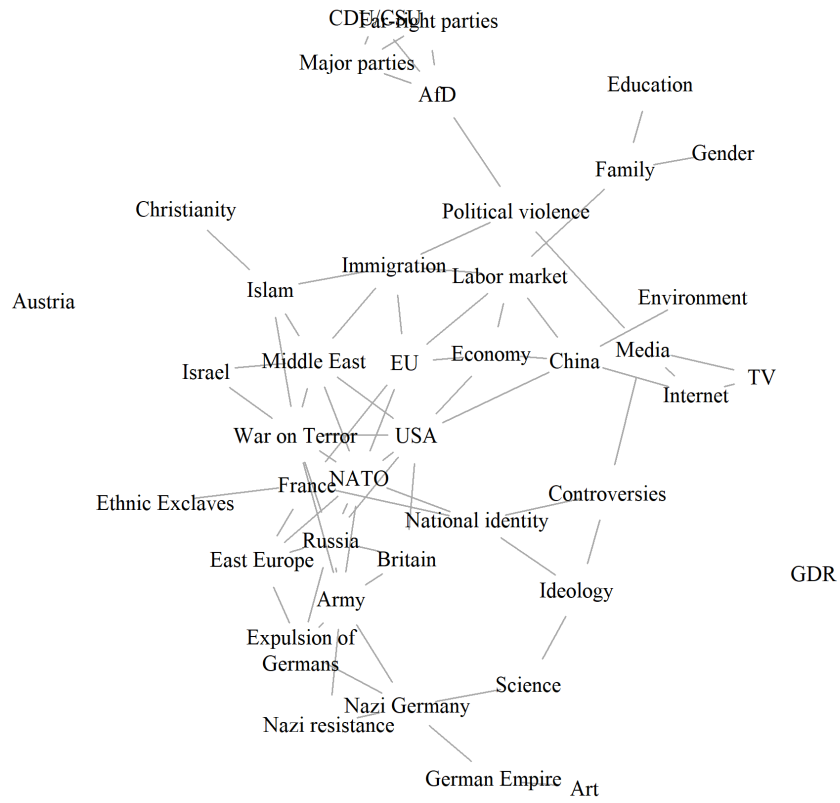 CDU/CSU
Far-right parties
Major parties
AfD
Education
Gender
Family
Christianity
Political violence
Immigration
Labor market
Islam
Austria
Environment
Middle East
EU
Economy
China
Media
Israel
TV
Internet
War on Terror
USA
NATO
France
Ethnic Exclaves
Controversies
National identity
Russia
East Europe
Britain
GDR
Army
Ideology
Expulsion of
Germans
Science
Nazi Germany
Nazi resistance
German Empire
Art